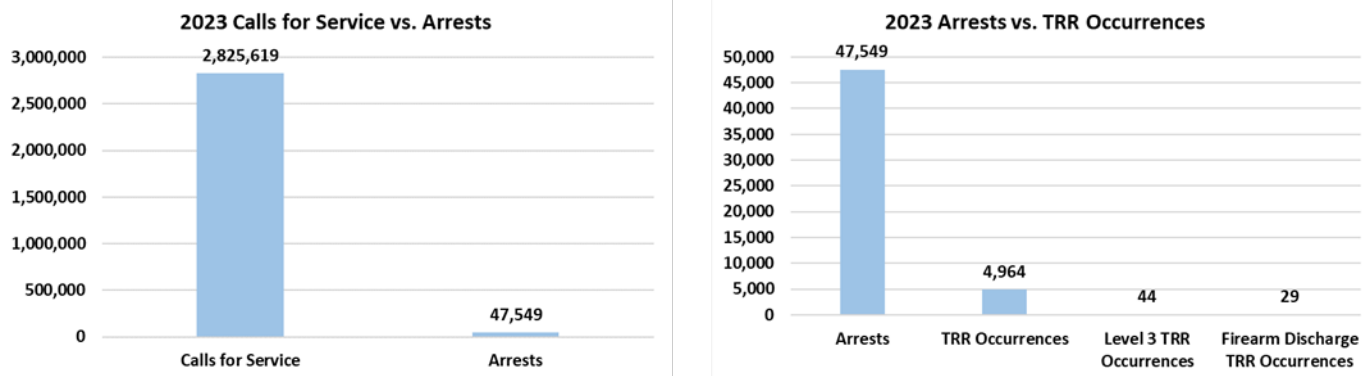 2023 Calls for Service vs. Arrests
3,000,000
2,500,000
2,000,000
1,500,000
1,000,000
500,000
0
2,825,619
47,549
Calls for Service
Arrests
2023 Arrests vs. TRR Occurrences
50,000
45,000
40,000
35,000
30,000
25,000
20,000
15,000
10,000
5,000
0
47,549
4,964
44
29
Arrests
TRR Occurrences
Level 3 TRR
Occurrences
Firearm Discharge
TRR Occurrences